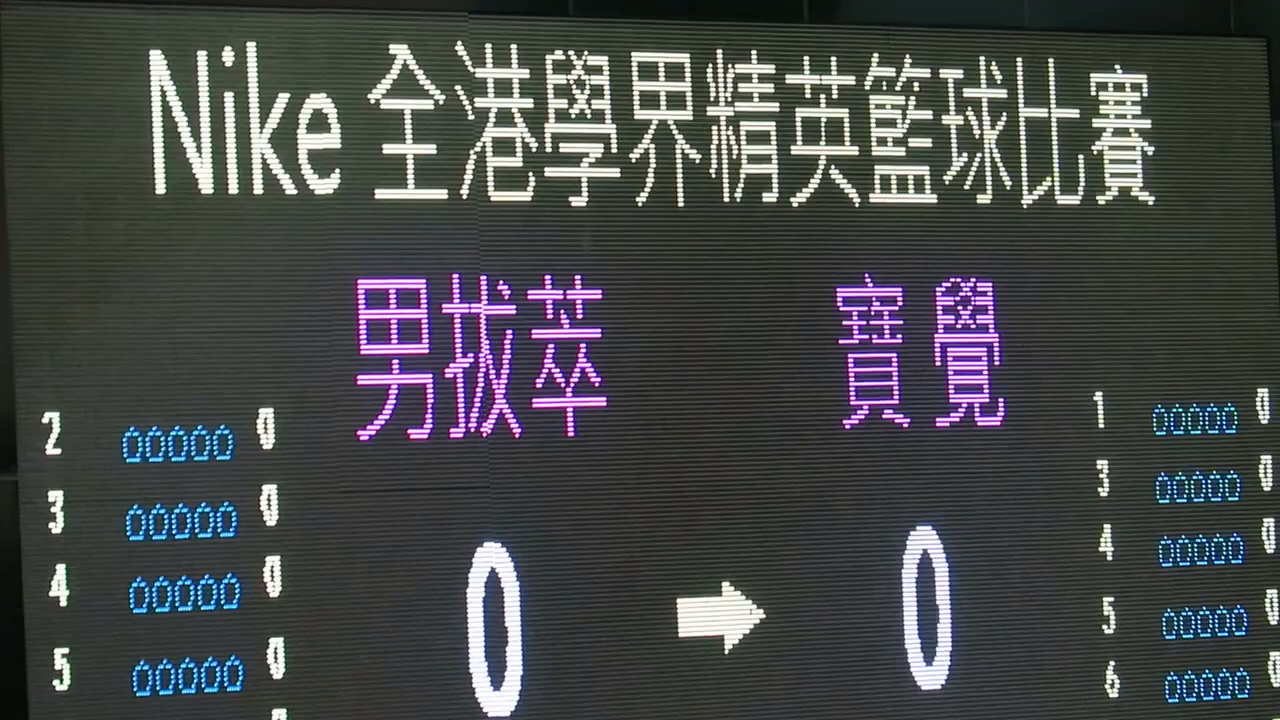 Nike 全港學界精英籃球比賽
男拔萃 寶覺
2 00000 0 1 00000 0
3 00000 0 3 00000 0
4 00000 0 4 00000 0
5 00000 0 5 00000 0
6 00000
0 0